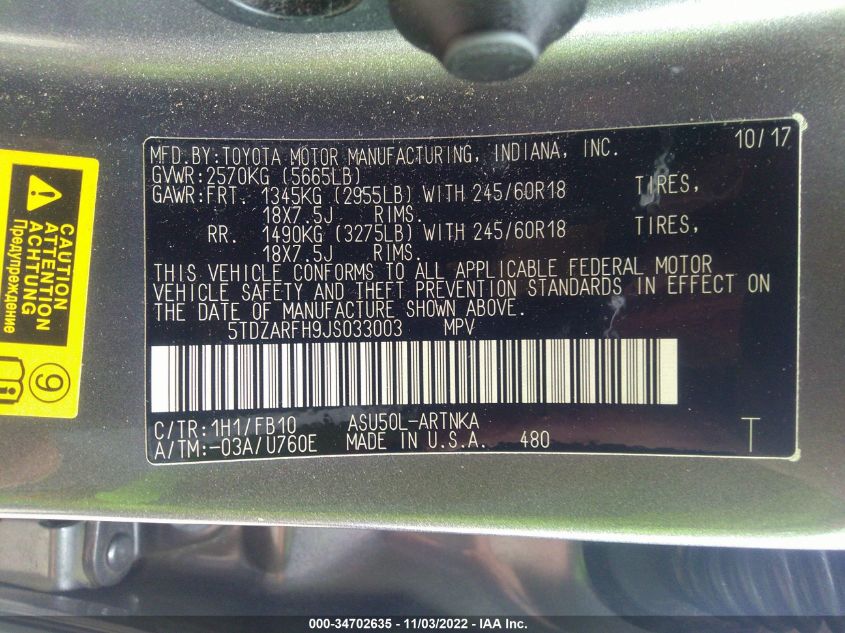 10/17
MFD.BY:TOYOTA MOTOR MANUFACTURING, INDIANA, INC.
GVWR:2570KG (5665LB)
GAWR:FRT. 1345KG (2955LB) WITH 245/60R18 TIRES,
18X7.5J RIMS.
RR. 1490KG (3275LB) WITH 245/60R18 TIRES,
18X7.5J RIMS.
THIS VEHICLE CONFORMS TO ALL APPLICABLE FEDERAL MOTOR
VEHICLE SAFETY AND THEFT PREVENTION STANDARDS IN EFFECT ON
THE DATE OF MANUFACTURE SHOWN ABOVE.
5TDZARFH9JS033003 MPV
C/TR:1H1/FB10 ASU50L-ARTNKA
A/TM:-03A/U760E MADE IN U.S.A. 480
T
CAUTION
ATTENTION
ACHTUNG
Предупреждение
9
000-34702635 - 11/03/2022 - IAA Inc.